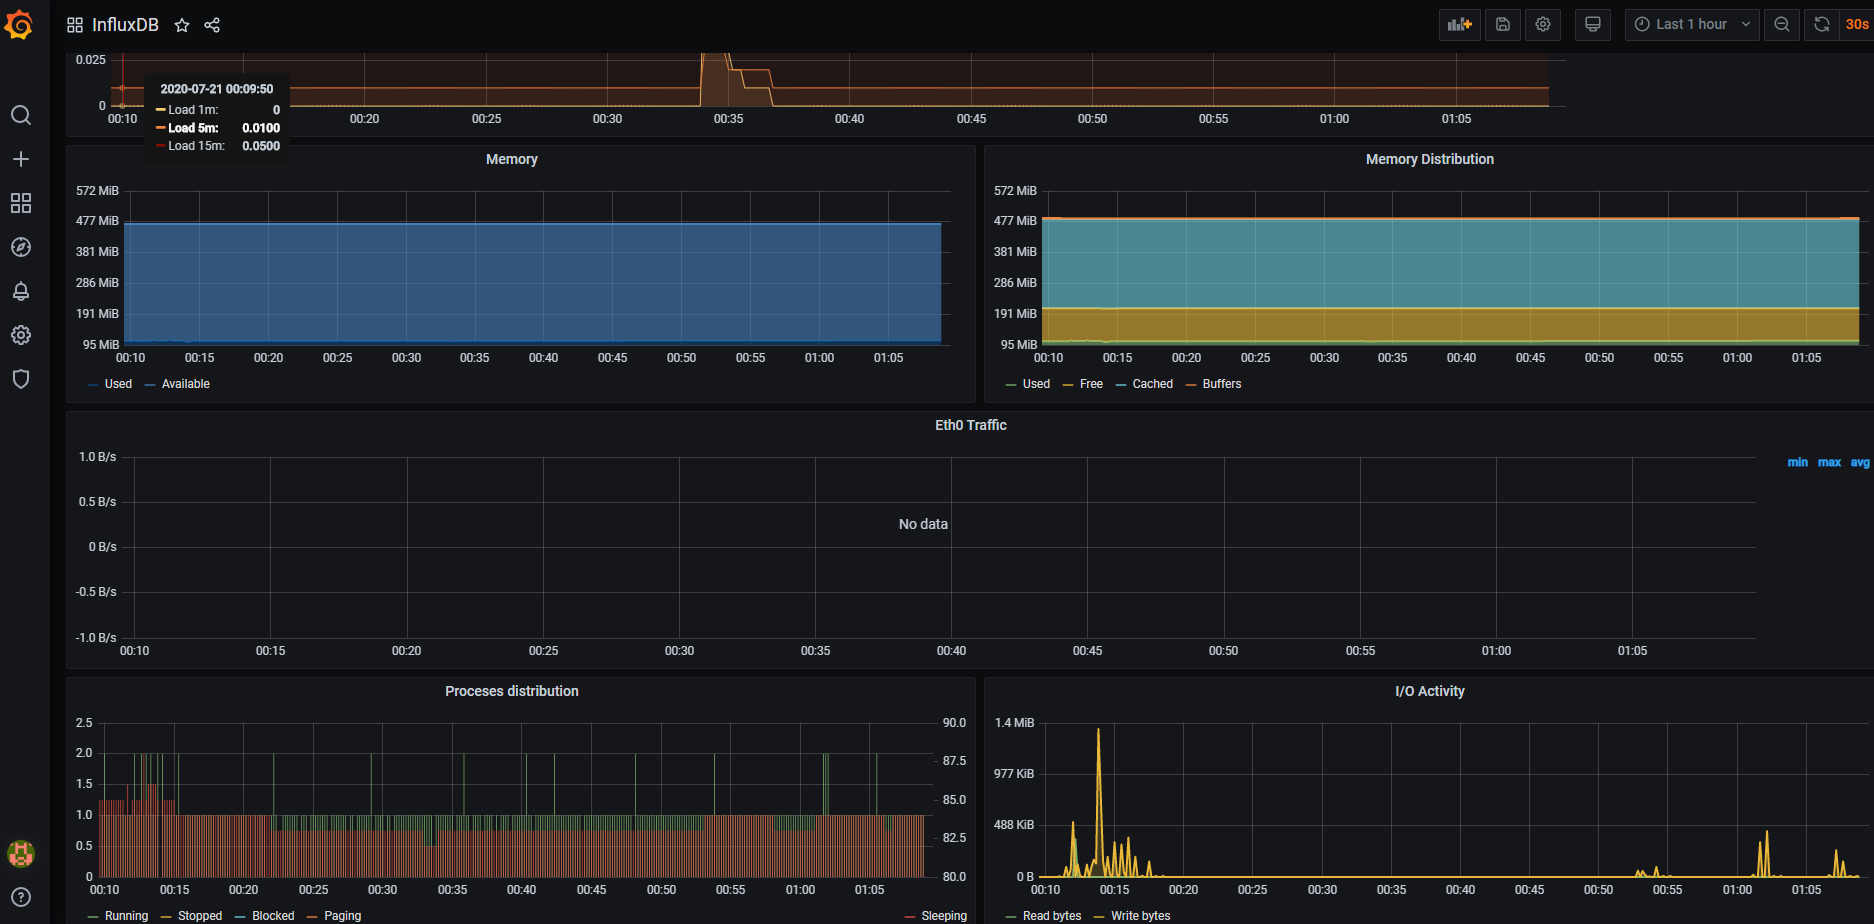 InfluxDB
Last 1 hour
30s
0.025
0
00:10 00:20 00:25 00:30 00:35 00:40 00:45 00:50 00:55 01:00 01:05
2020-07-21 00:09:50
Load 1m: 0
Load 5m: 0.0100
Load 15m: 0.0500
Memory
572 MiB
477 MiB
381 MiB
286 MiB
191 MiB
95 MiB
00:10 00:15 00:20 00:25 00:30 00:35 00:40 00:45 00:50 00:55 01:00 01:05
Used Available
Memory Distribution
572 MiB
477 MiB
381 MiB
286 MiB
191 MiB
95 MiB
00:10 00:15 00:20 00:25 00:30 00:35 00:40 00:45 00:50 00:55 01:00 01:05
Used Free Cached Buffers
Eth0 Traffic
1.0 B/s
0.5 B/s
0 B/s
-0.5 B/s
-1.0 B/s
No data
min max avg
00:10 00:15 00:20 00:25 00:30 00:35 00:40 00:45 00:50 00:55 01:00 01:05
Proceses distribution
2.5
2.0
1.5
1.0
0.5
0
90.0
87.5
85.0
82.5
80.0
00:10 00:15 00:20 00:25 00:30 00:35 00:40 00:45 00:50 00:55 01:00 01:05
Running Stopped Blocked Paging Sleeping
I/O Activity
1.4 MiB
977 KiB
488 KiB
0 B
00:10 00:15 00:20 00:25 00:30 00:35 00:40 00:45 00:50 00:55 01:00 01:05
Read bytes Write bytes